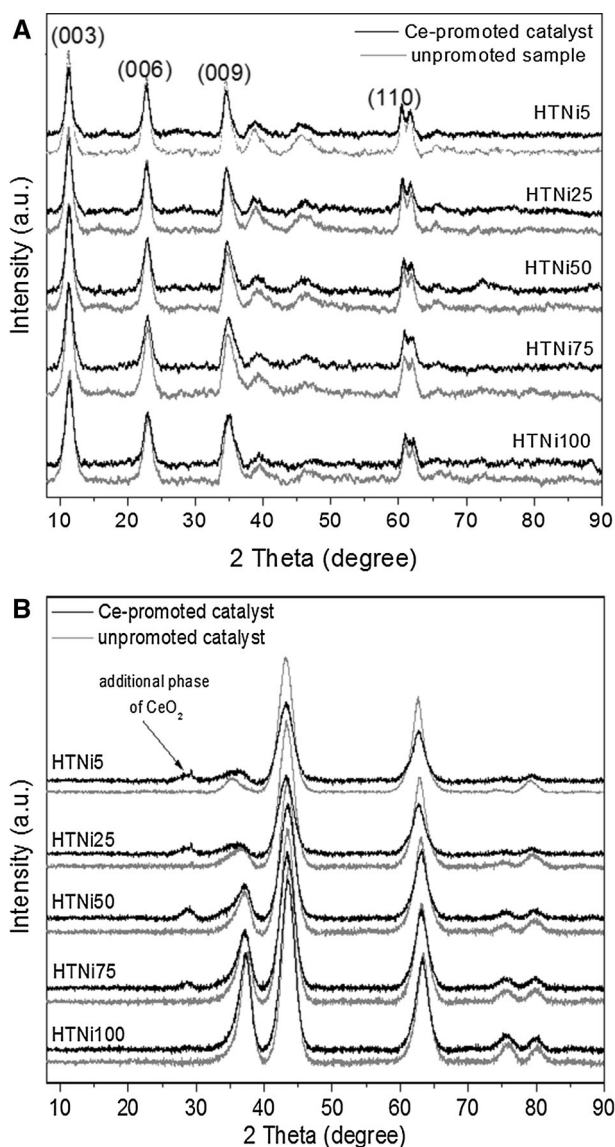 A
(003)
(006)
(009)
(110)
Ce-promoted catalyst
unpromoted sample
HTNi5
HTNi25
HTNi50
HTNi75
HTNi100
Intensity (a.u.)
10 20 30 40 50 60 70 80 90
2 Theta (degree)
B
Ce-promoted catalyst
unpromoted catalyst
additional phase
of CeO₂
HTNi5
HTNi25
HTNi50
HTNi75
HTNi100
Intensity (a.u.)
10 20 30 40 50 60 70 80 90
2 Theta (degree)